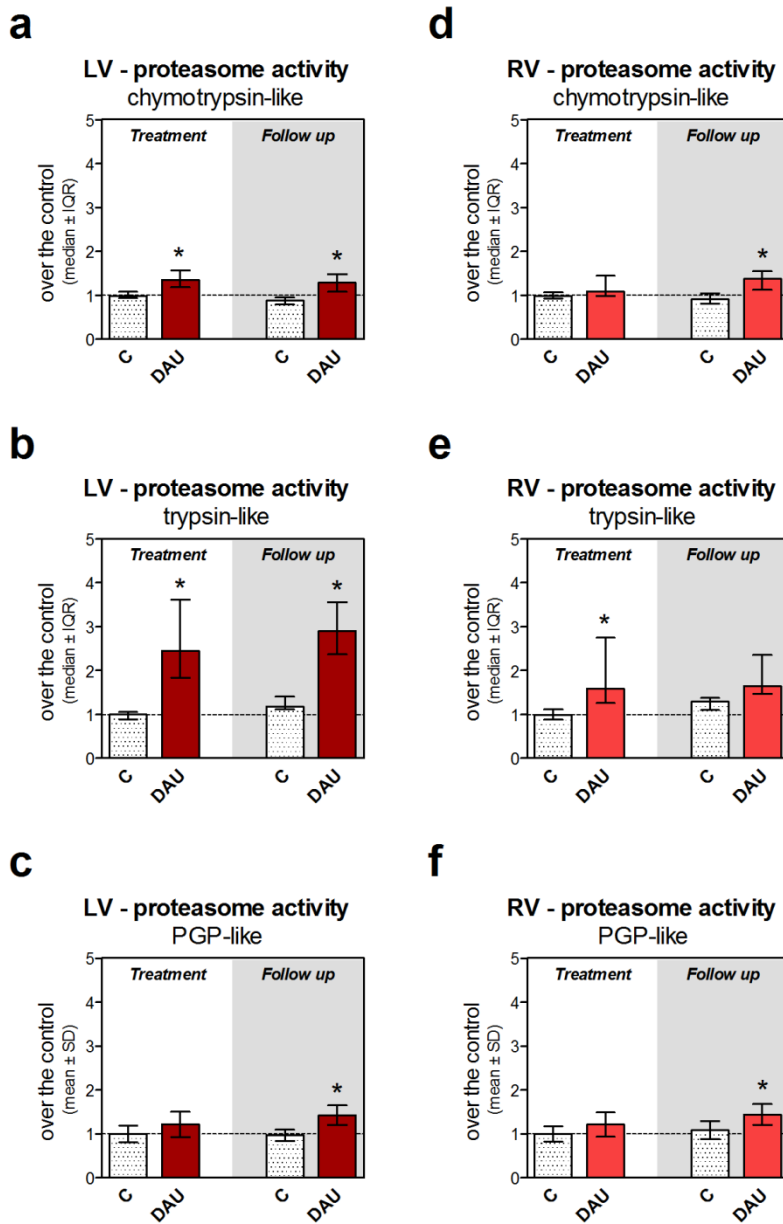 a
LV - proteasome activity
chymotrypsin-like
over the control
(median ± IQR)
5
4
3
2
1
0
Treatment
Follow up
*
*
C
DAU
C
DAU
d
RV - proteasome activity
chymotrypsin-like
over the control
(median ± IQR)
5
4
3
2
1
0
Treatment
Follow up
*
C
DAU
C
DAU
b
LV - proteasome activity
trypsin-like
over the control
(median ± IQR)
5
4
3
2
1
0
Treatment
Follow up
*
*
C
DAU
C
DAU
e
RV - proteasome activity
trypsin-like
over the control
(median ± IQR)
5
4
3
2
1
0
Treatment
Follow up
*
C
DAU
C
DAU
c
LV - proteasome activity
PGP-like
over the control
(mean ± SD)
5
4
3
2
1
0
Treatment
Follow up
*
C
DAU
C
DAU
f
RV - proteasome activity
PGP-like
over the control
(mean ± SD)
5
4
3
2
1
0
Treatment
Follow up
*
C
DAU
C
DAU